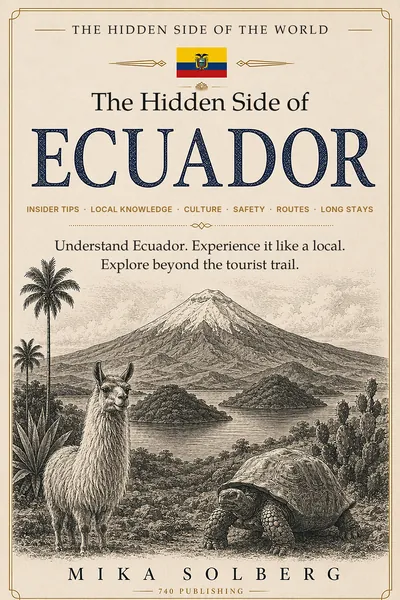 THE HIDDEN SIDE OF THE WORLD
The Hidden Side of
ECUADOR
INSIDER TIPS · LOCAL KNOWLEDGE · CULTURE · SAFETY · ROUTES · LONG STAYS
Understand Ecuador. Experience it like a local.
Explore beyond the tourist trail.
MIKA SOLBERG
740 PUBLISHING